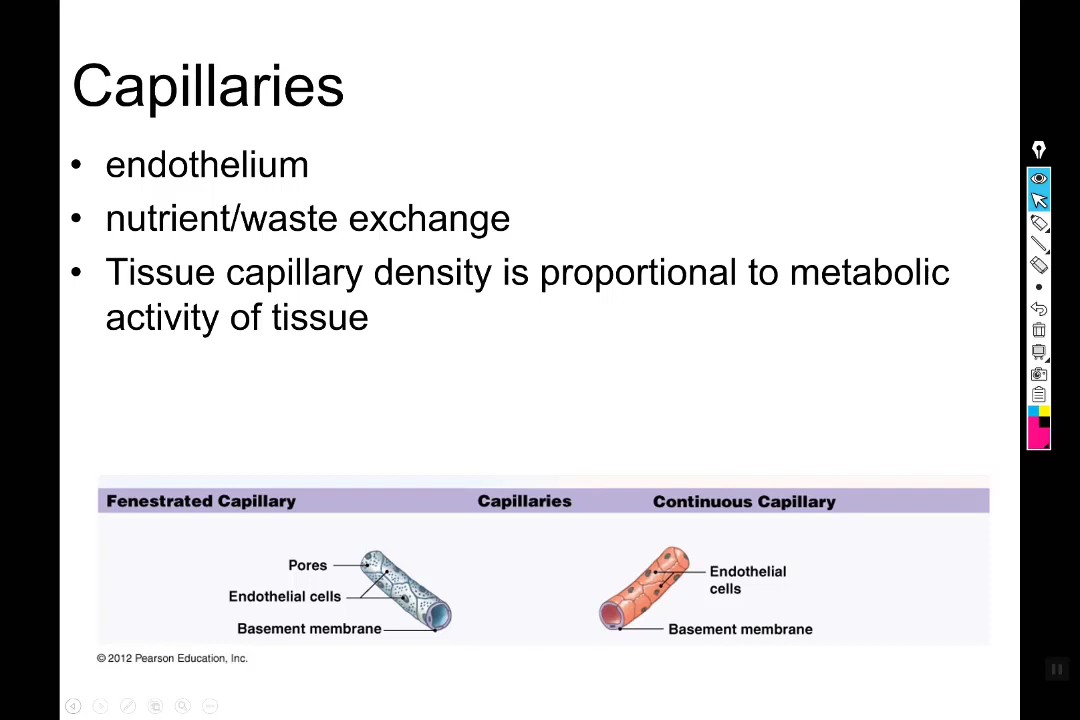 Capillaries
• endothelium
• nutrient/waste exchange
• Tissue capillary density is proportional to metabolic
activity of tissue
Fenestrated Capillary Capillaries Continuous Capillary
Pores
Endothelial cells
Basement membrane
Endothelial
cells
Basement membrane
© 2012 Pearson Education, Inc.